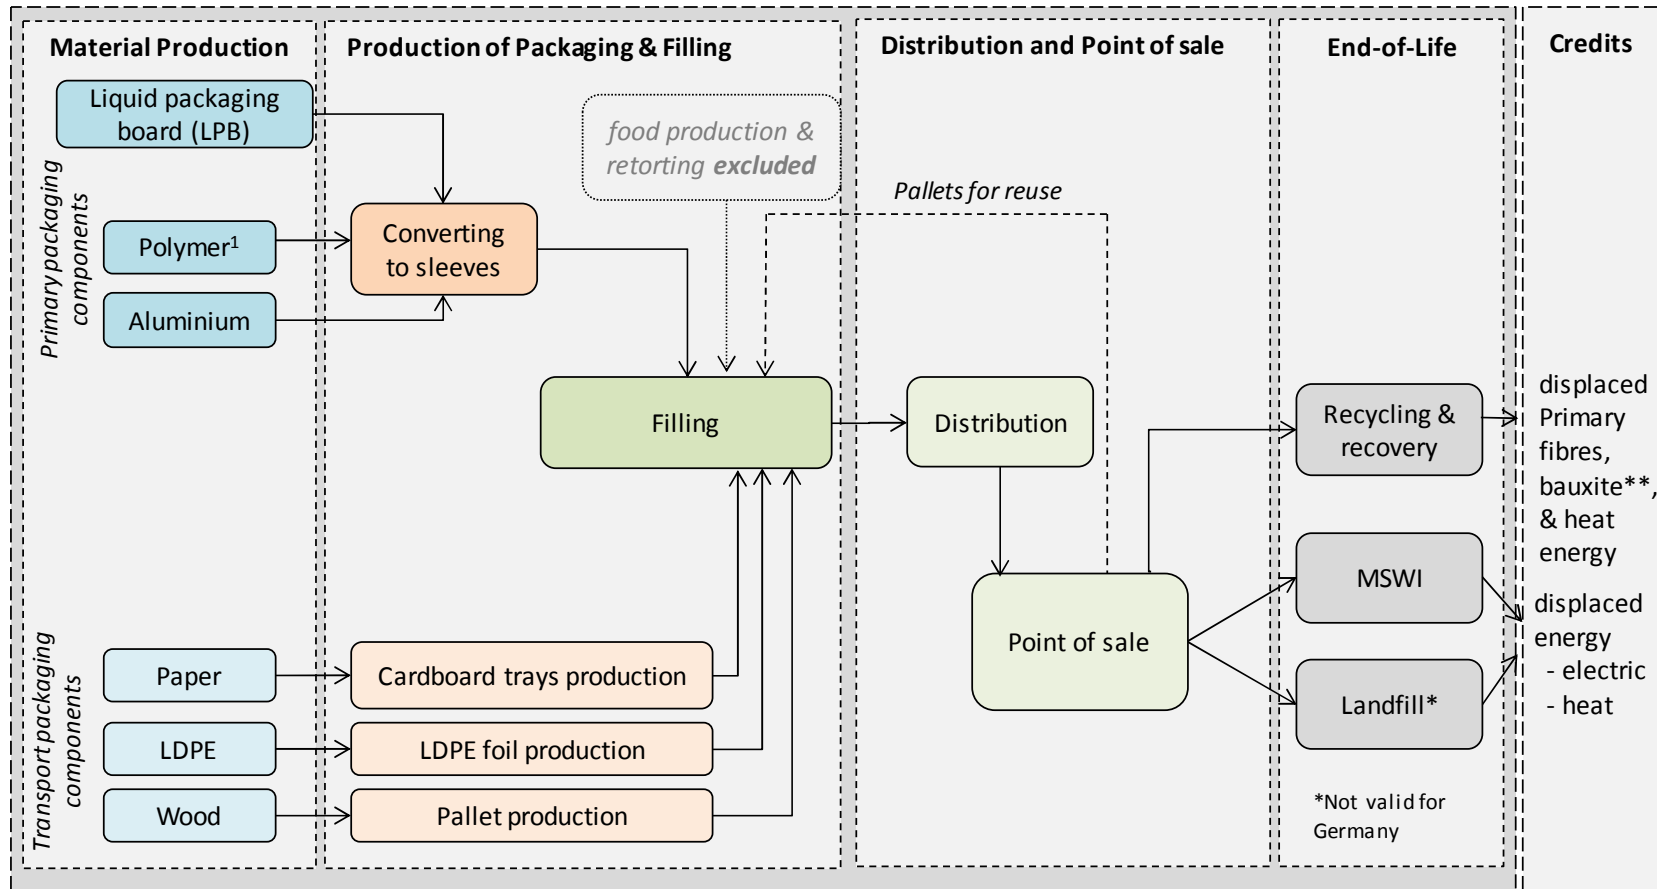 Material Production
Production of Packaging & Filling
Distribution and Point of sale
End-of-Life
Credits
Primary packaging
components
Liquid packaging
board (LPB)
Polymer¹
Aluminium
Transport packaging
components
Paper
LDPE
Wood
Converting
to sleeves
food production &
retorting excluded
Filling
Cardboard trays production
LDPE foil production
Pallet production
Pallets for reuse
Distribution
Point of sale
Recycling &
recovery
MSWI
Landfill*
*Not valid for
Germany
displaced
Primary
fibres,
bauxite**,
& heat
energy
displaced
energy
- electric
- heat